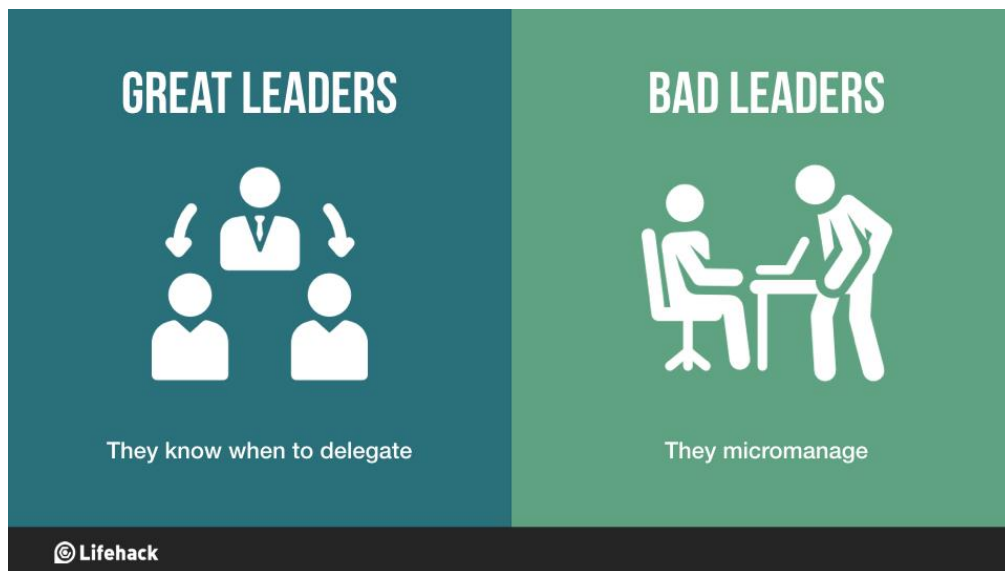 GREAT LEADERS
They know when to delegate
BAD LEADERS
They micromanage
Lifehack